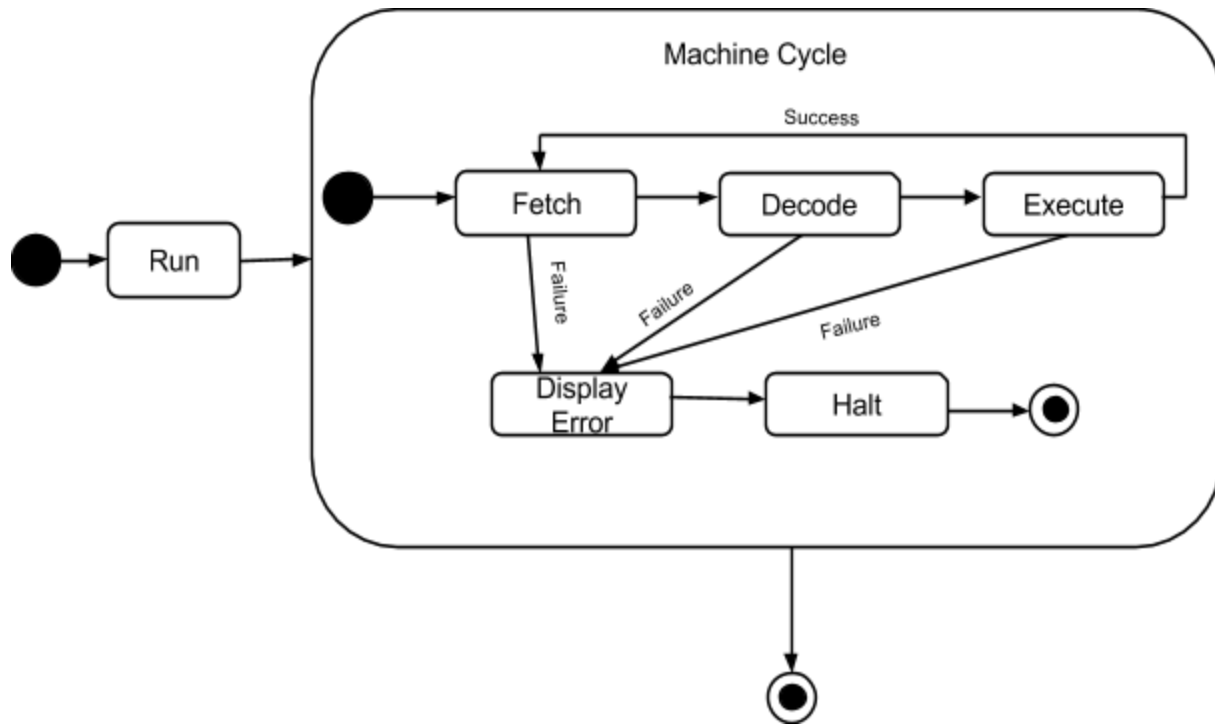 Machine Cycle
Success
Fetch
Decode
Execute
Run
Failure
Failure
Failure
Display
Error
Halt